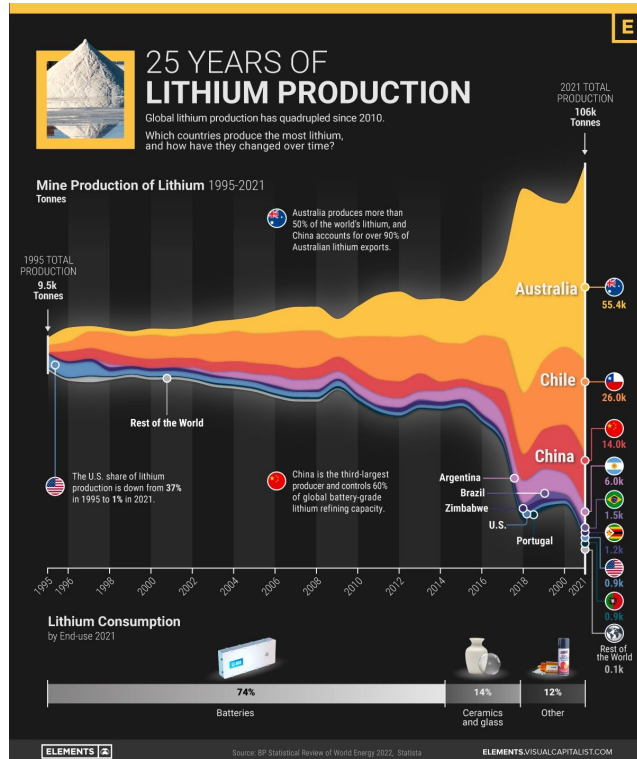 E
25 YEARS OF
LITHIUM PRODUCTION
Global lithium production has quadrupled since 2010.
Which countries produce the most lithium,
and how have they changed over time?
2021 TOTAL
PRODUCTION
106k
Tonnes
Mine Production of Lithium 1995-2021
Tonnes
Australia produces more than
50% of the world's lithium, and
China accounts for over 90% of
Australian lithium exports.
1995 TOTAL
PRODUCTION
9.5k
Tonnes
Australia
55.4k
Chile
26.0k
Rest of the World
China
14.0k
The U.S. share of lithium
production is down from 37%
in 1995 to 1% in 2021.
China is the third-largest
producer and controls 60%
of global battery-grade
lithium refining capacity.
Argentina
6.0k
Brazil
1.5k
Zimbabwe
1.2k
U.S.
0.9k
Portugal
0.9k
Rest of
the World
0.1k
1995 1996 1998 2000 2002 2004 2006 2008 2010 2012 2014 2016 2018 2000 2021
Lithium Consumption
by End-use 2021
74% 14% 12%
Batteries
Ceramics
and glass
Other
ELEMENTS
Source: BP Statistical Review of World Energy 2022, Statista
ELEMENTS.VISUALCAPITALIST.COM